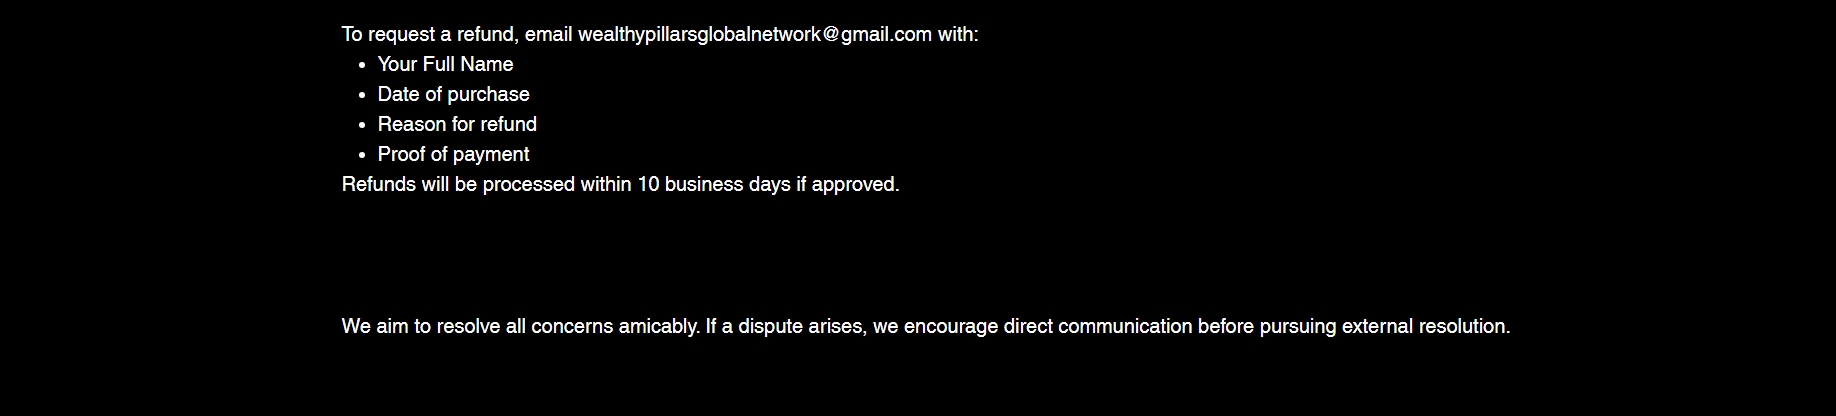 To request a refund, email wealthypillarsglobalnetwork@gmail.com with:
• Your Full Name
• Date of purchase
• Reason for refund
• Proof of payment
Refunds will be processed within 10 business days if approved.
We aim to resolve all concerns amicably. If a dispute arises, we encourage direct communication before pursuing external resolution.